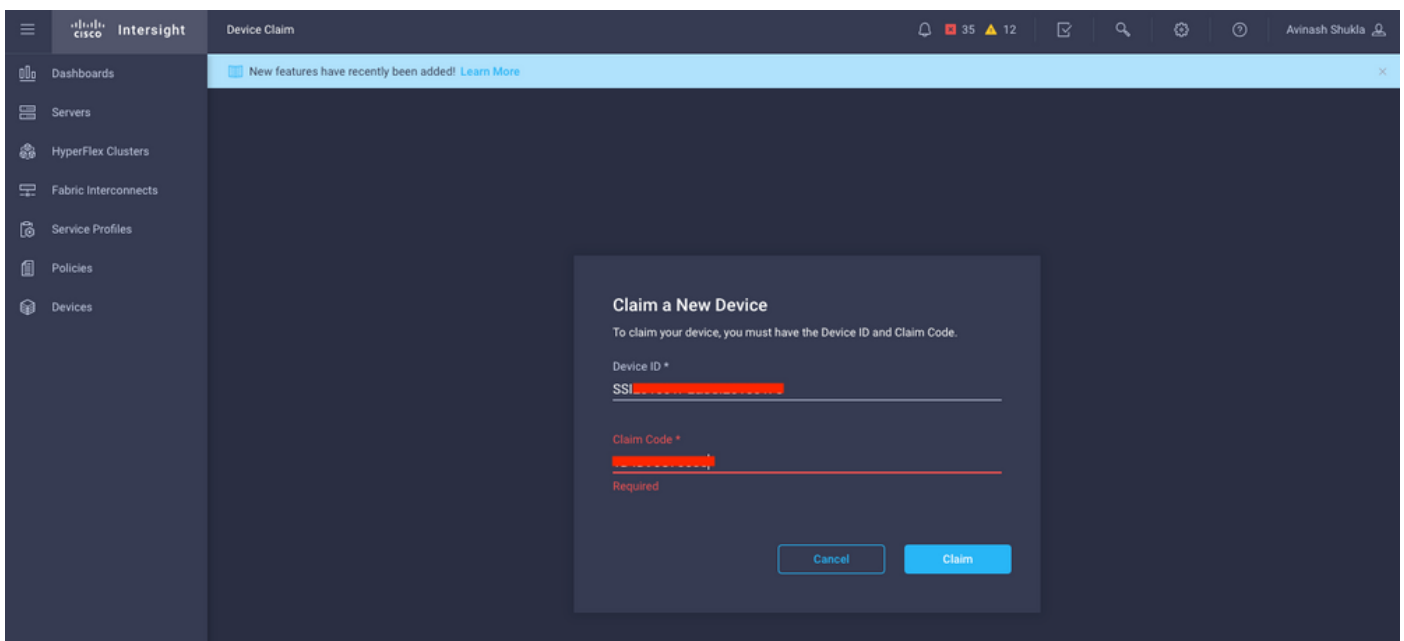 cisco Intersight
Device Claim
35 12
Avinash Shukla
Dashboards
New features have recently been added! Learn More
Servers
HyperFlex Clusters
Fabric Interconnects
Service Profiles
Policies
Devices
Claim a New Device
To claim your device, you must have the Device ID and Claim Code.
Device ID *
SSI
Claim Code *
Required
Cancel
Claim